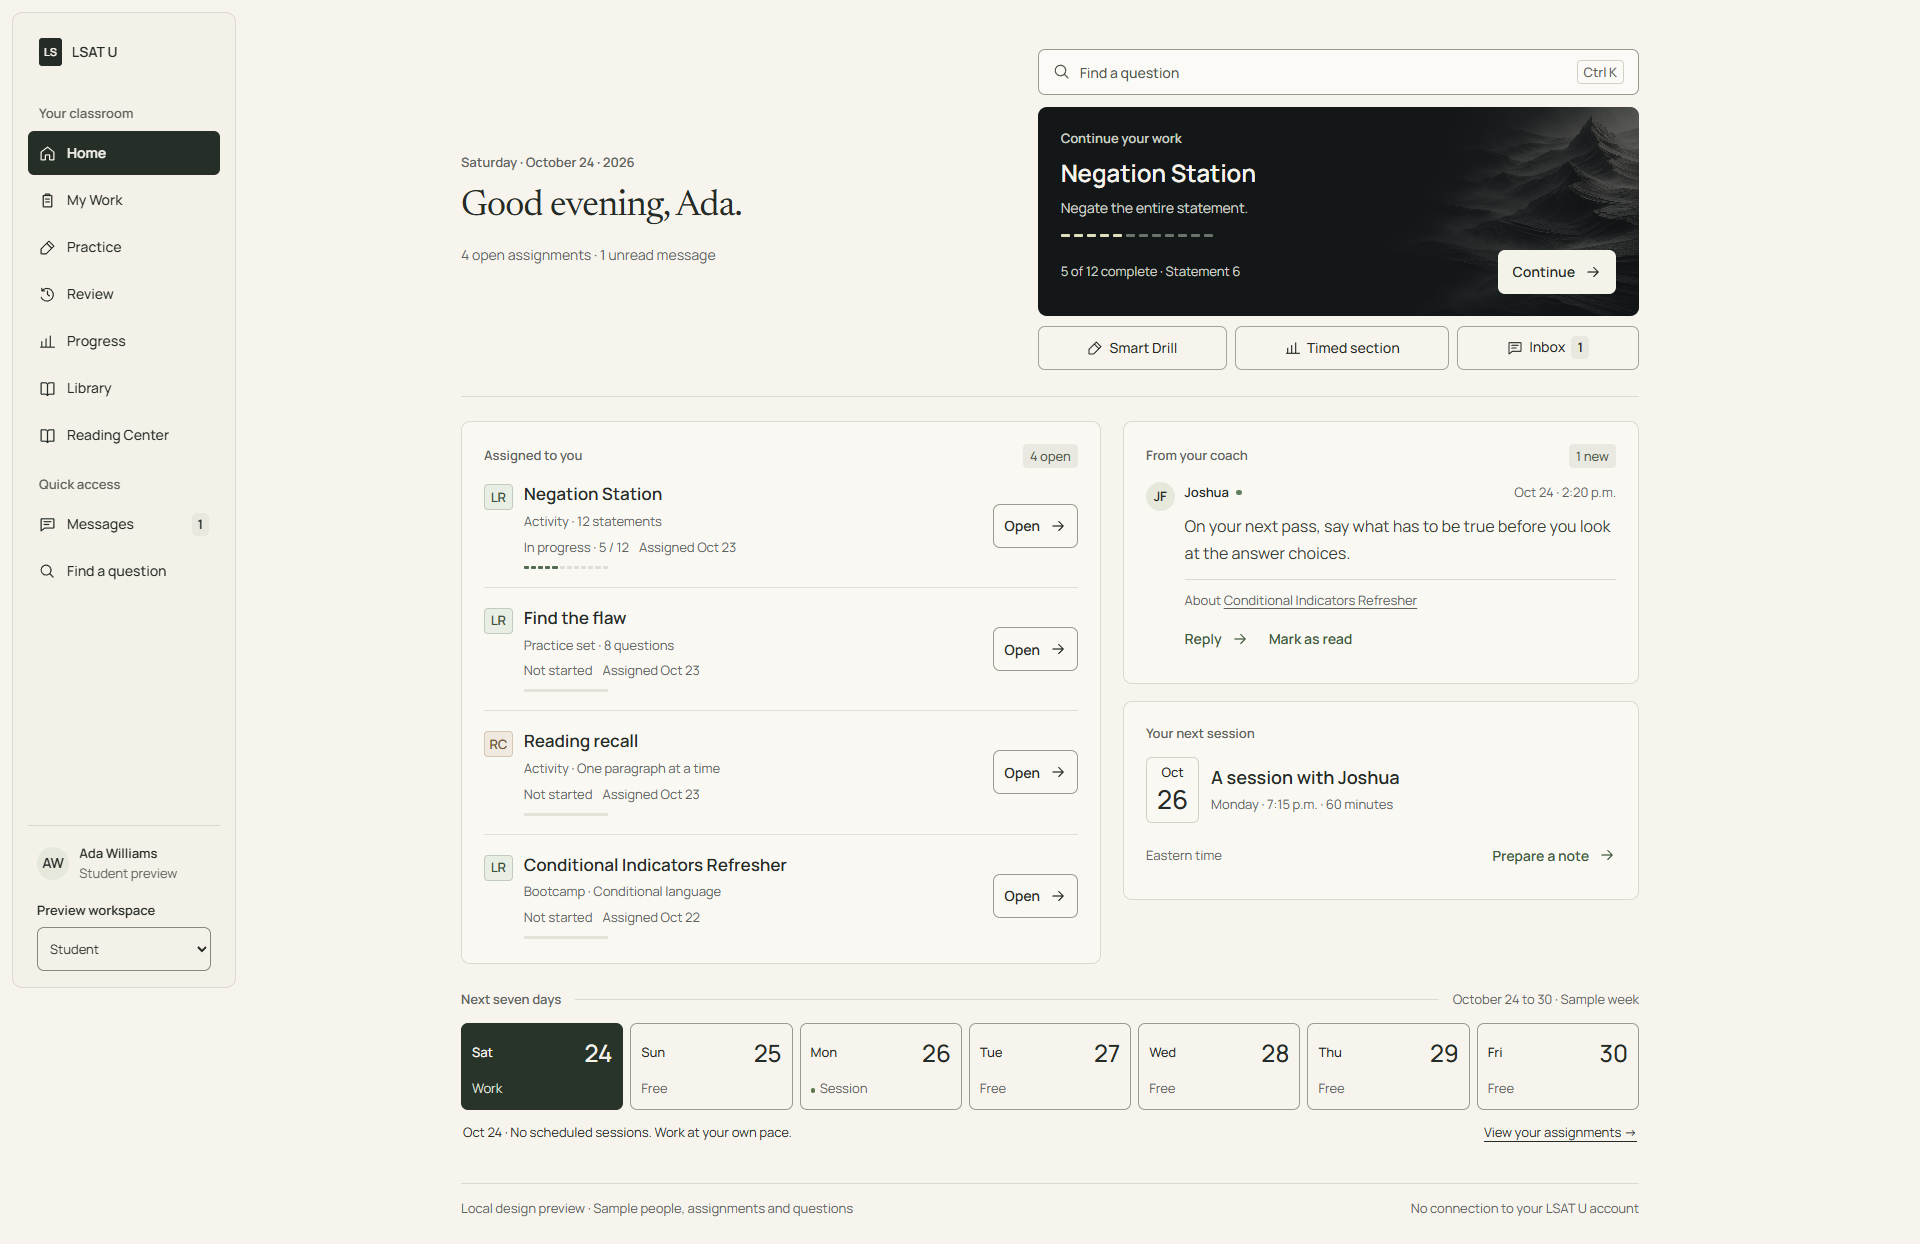 LS LSAT U
Your classroom
Home
My Work
Practice
Review
Progress
Library
Reading Center
Quick access
Messages 1
Find a question
AW Ada Williams
Student preview
Preview workspace
Student
Saturday · October 24 · 2026
Good evening, Ada.
4 open assignments · 1 unread message
Find a question Ctrl K
Continue your work
Negation Station
Negate the entire statement.
5 of 12 complete · Statement 6
Continue →
Smart Drill
Timed section
Inbox 1
Assigned to you 4 open
LR Negation Station
Activity · 12 statements
In progress · 5 / 12 Assigned Oct 23
Open →
LR Find the flaw
Practice set · 8 questions
Not started Assigned Oct 23
Open →
RC Reading recall
Activity · One paragraph at a time
Not started Assigned Oct 23
Open →
LR Conditional Indicators Refresher
Bootcamp · Conditional language
Not started Assigned Oct 22
Open →
From your coach 1 new
JF Joshua Oct 24 · 2:20 p.m.
On your next pass, say what has to be true before you look
at the answer choices.
About Conditional Indicators Refresher
Reply → Mark as read
Your next session
Oct
26
A session with Joshua
Monday · 7:15 p.m. · 60 minutes
Eastern time Prepare a note →
Next seven days October 24 to 30 · Sample week
Sat 24
Work
Sun 25
Free
Mon 26
Session
Tue 27
Free
Wed 28
Free
Thu 29
Free
Fri 30
Free
Oct 24 · No scheduled sessions. Work at your own pace. View your assignments →
Local design preview · Sample people, assignments and questions No connection to your LSAT U account